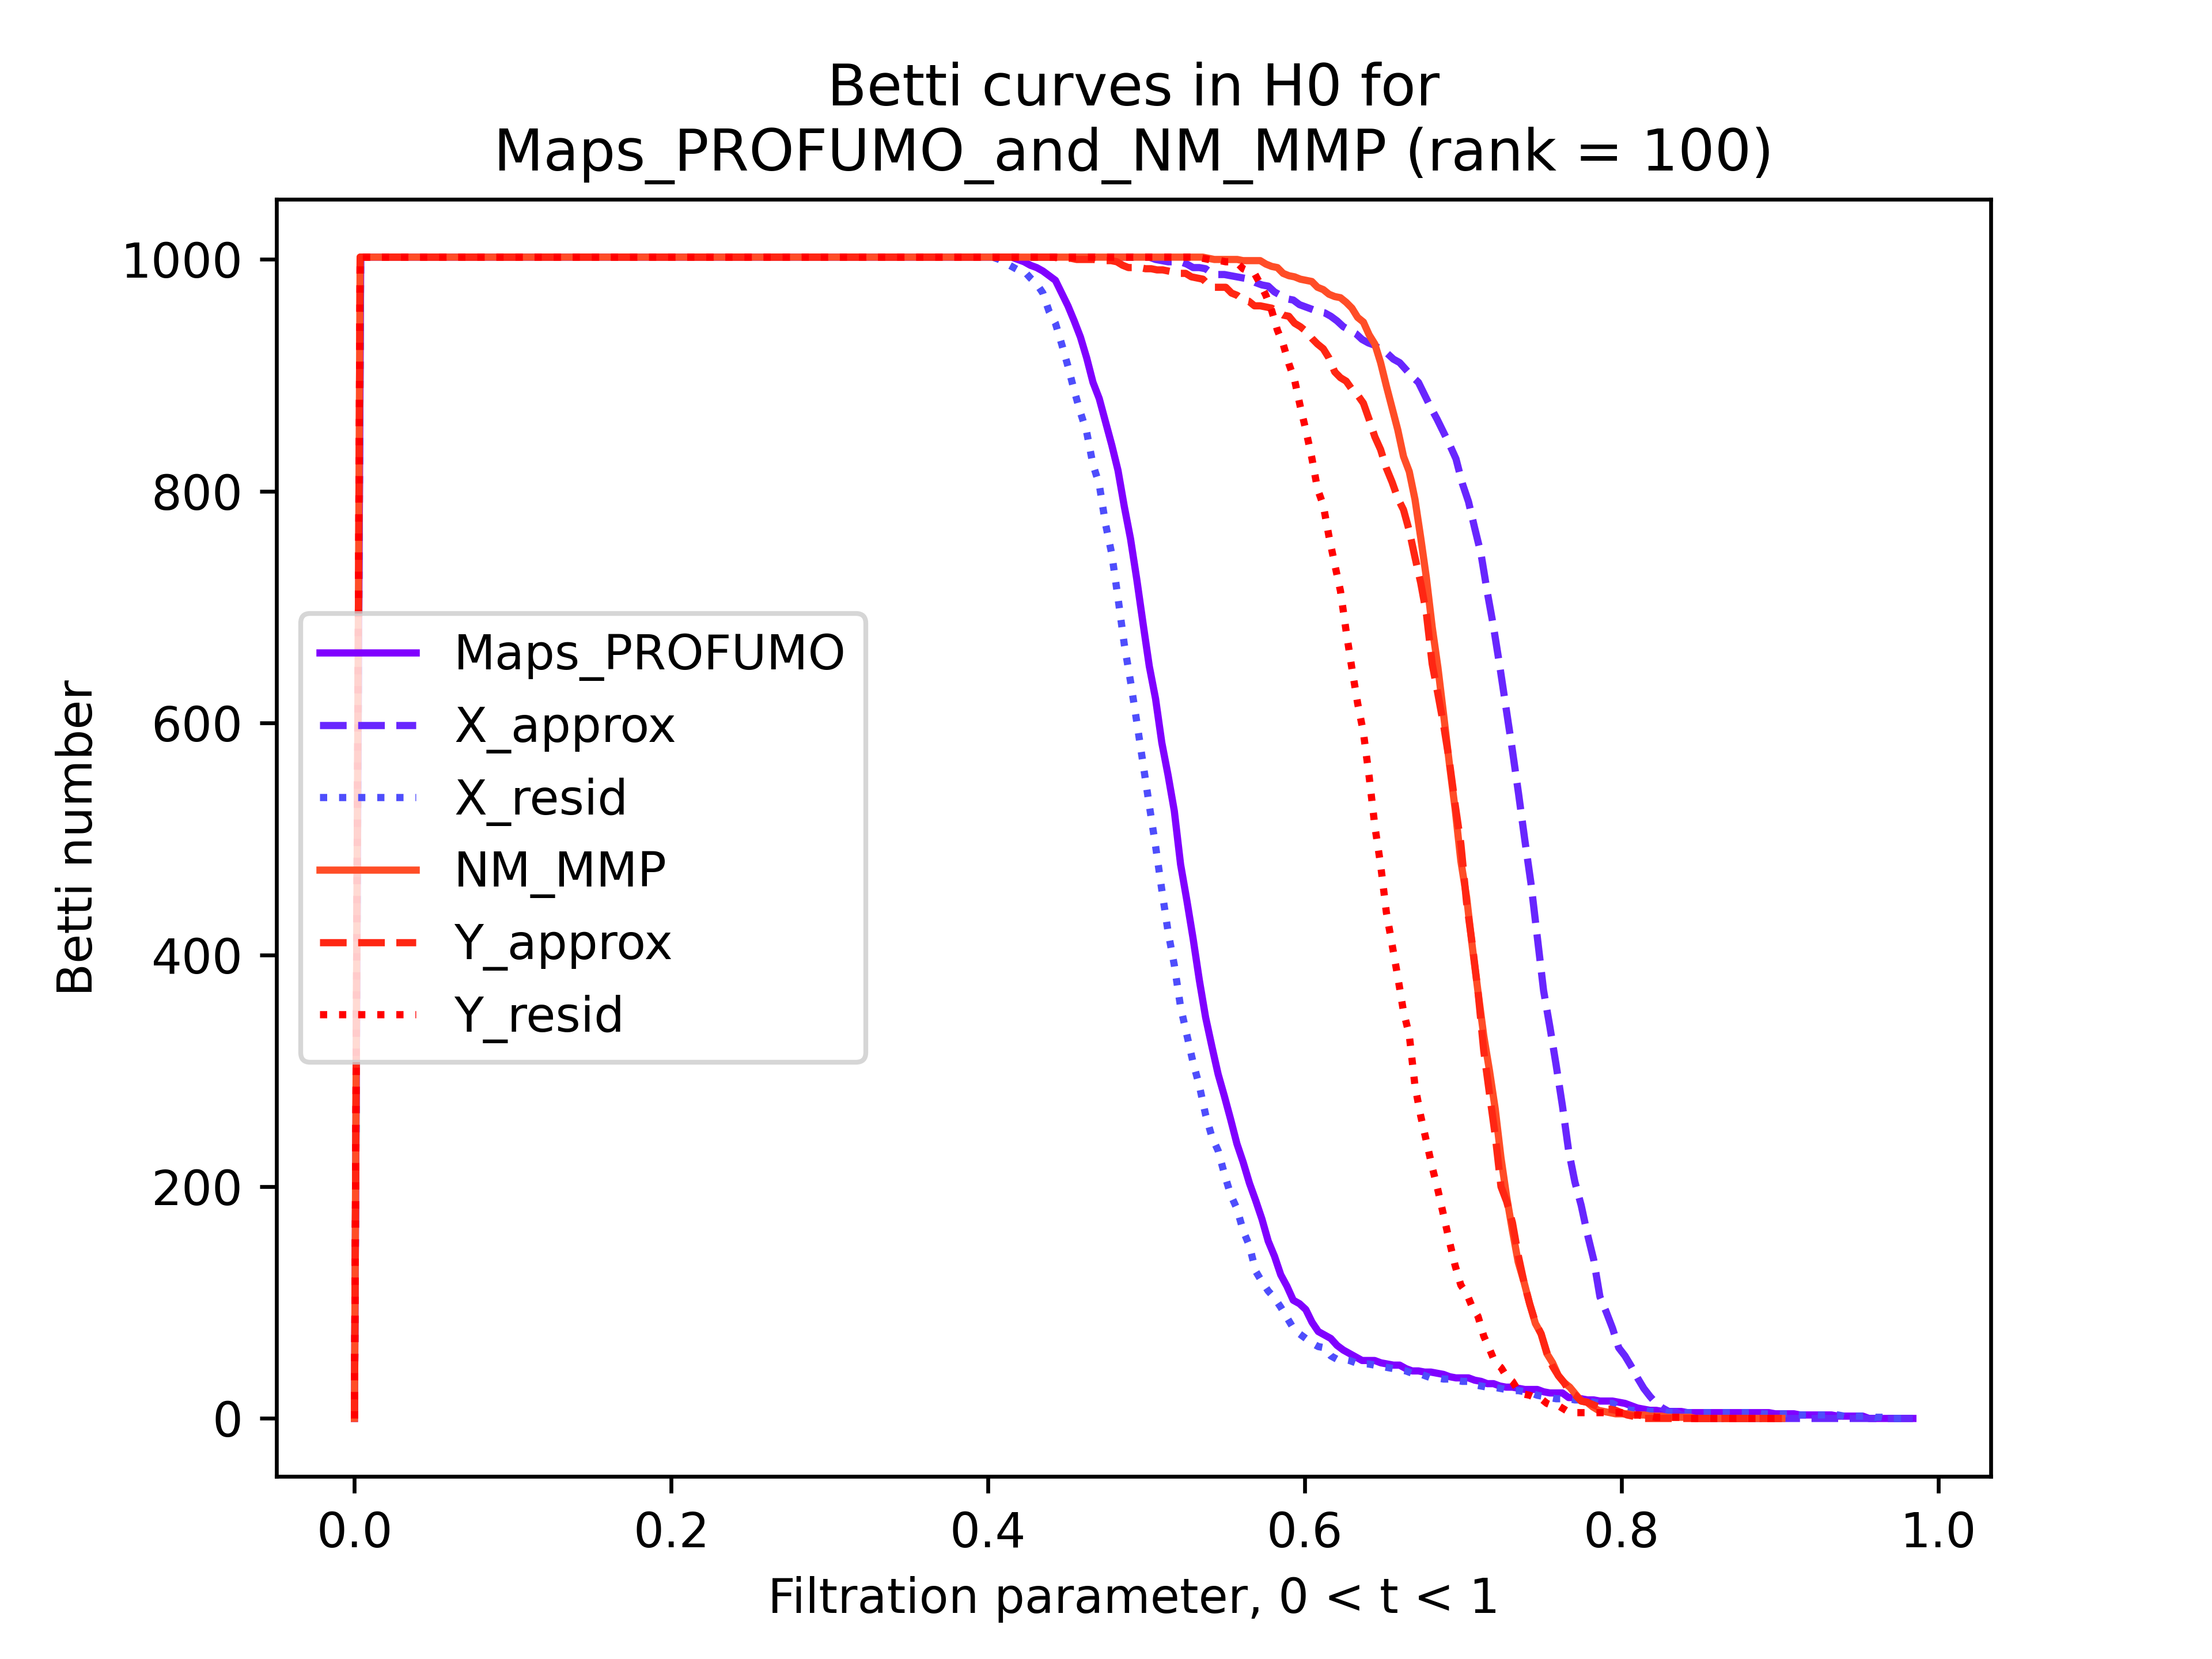 Betti curves in H0 for
Maps_PROFUMO_and_NM_MMP (rank = 100)
Betti number
1000
800
600
400
200
0
Maps_PROFUMO
X_approx
X_resid
NM_MMP
Y_approx
Y_resid
0.0 0.2 0.4 0.6 0.8 1.0
Filtration parameter, 0 < t < 1